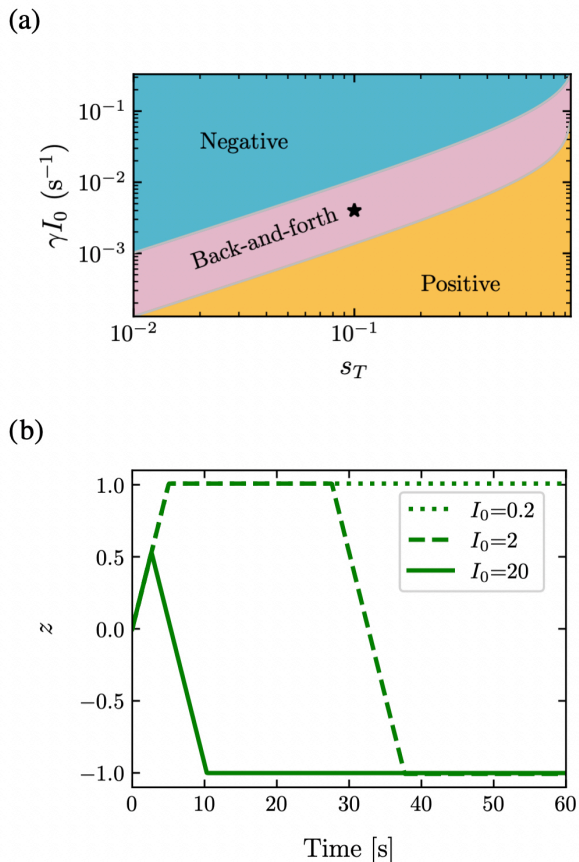 (a)
10⁻¹
10⁻²
10⁻³
γI₀ (s⁻¹)
Negative
Back-and-forth
Positive
10⁻²
10⁻¹
s_T
(b)
1.0
0.5
0.0
−0.5
−1.0
z
I₀=0.2
I₀=2
I₀=20
0 10 20 30 40 50 60
Time [s]